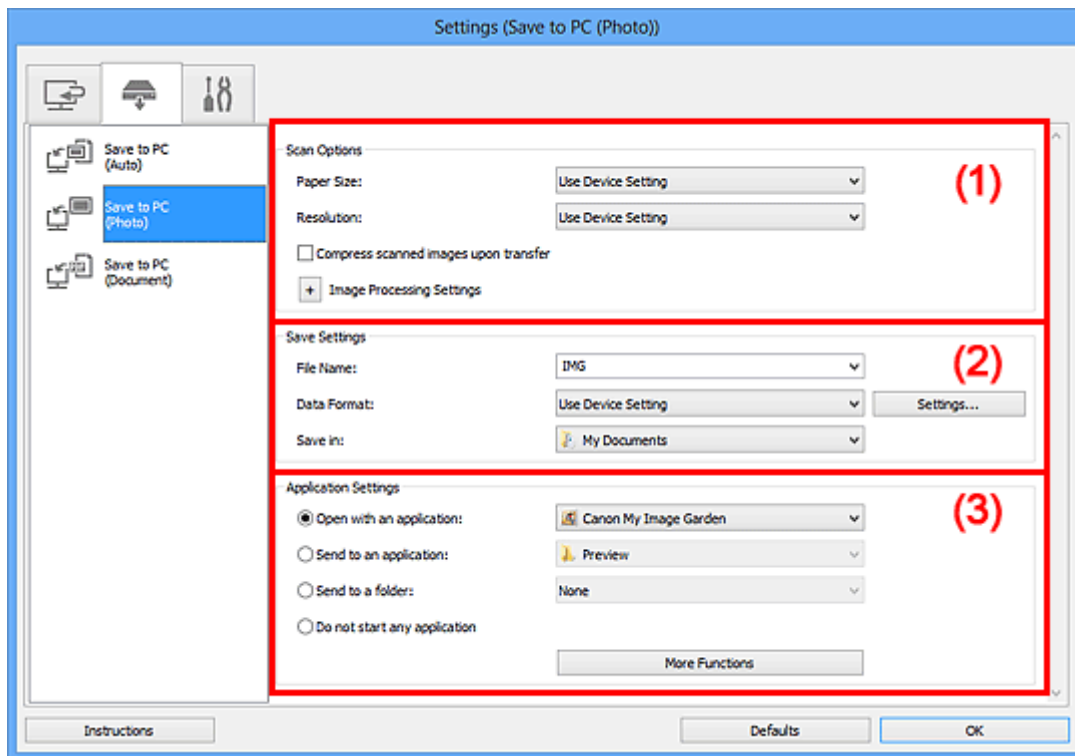 Settings (Save to PC (Photo))
Save to PC
(Auto)
Save to PC
(Photo)
Save to PC
(Document)
Scan Options
(1)
Paper Size: Use Device Setting
Resolution: Use Device Setting
Compress scanned images upon transfer
+ Image Processing Settings
Save Settings
(2)
File Name: IMG
Data Format: Use Device Setting Settings...
Save in: My Documents
Application Settings
(3)
Open with an application: Canon My Image Garden
Send to an application: Preview
Send to a folder: None
Do not start any application
More Functions
Instructions Defaults OK